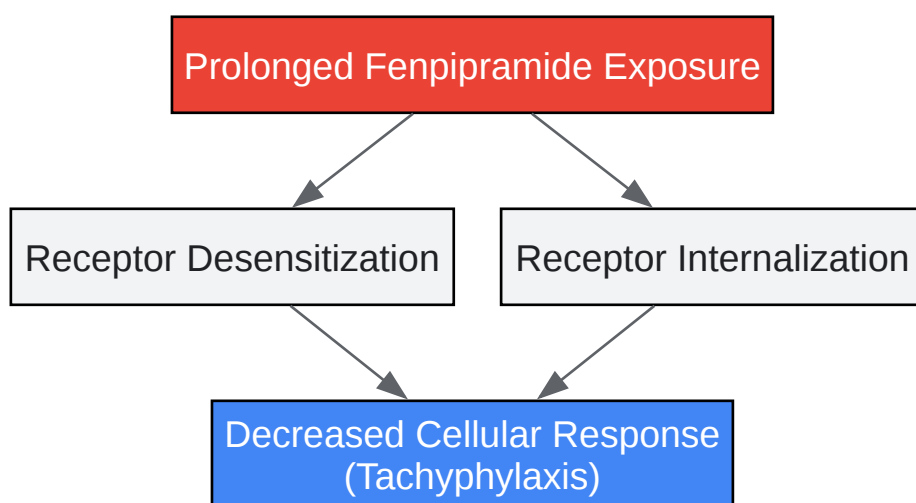 Prolonged Fenpipramide Exposure
Receptor Desensitization
Receptor Internalization
Decreased Cellular Response
(Tachyphylaxis)